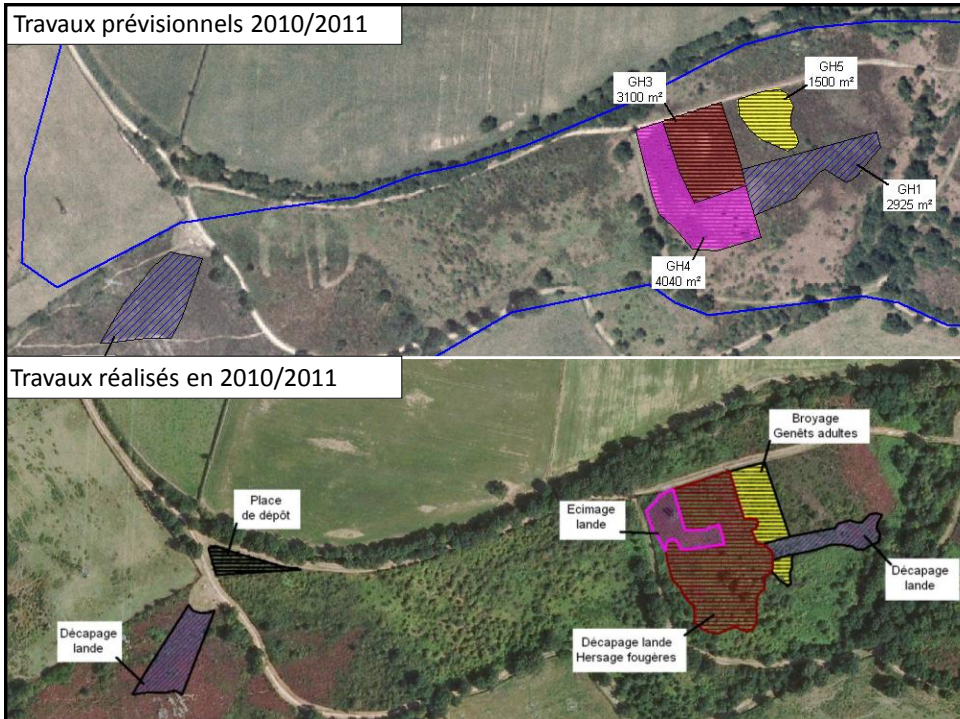 Travaux prévisionnels 2010/2011
GH3
3100 m²
GH5
1500 m²
GH1
2925 m²
GH4
4040 m²
Travaux réalisés en 2010/2011
Broyage
Genêts adultes
Ecimage
lande
Place
de dépôt
Décapage
lande
Décapage
lande
Décapage lande
Hersage fougères